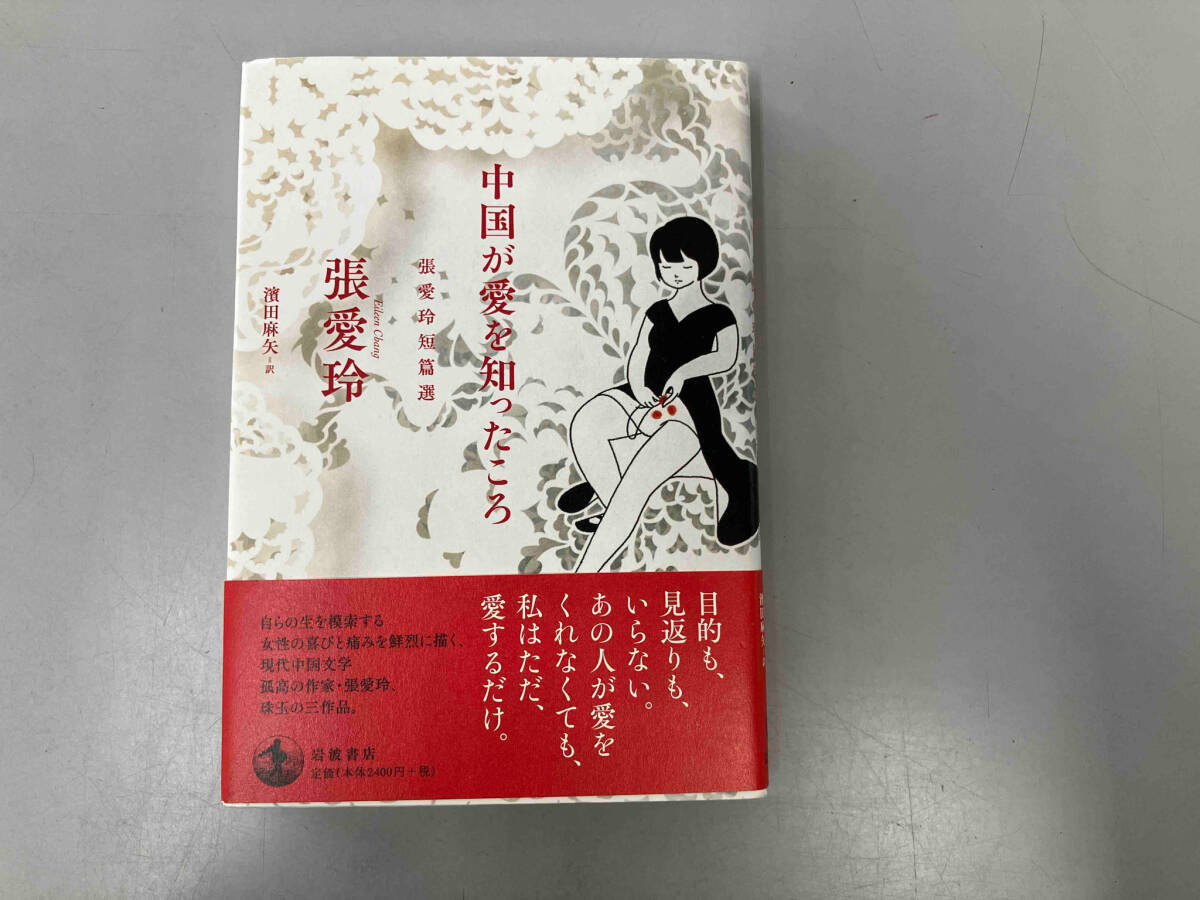 中国が愛を知ったころ
張愛玲短篇選
張愛玲
Eileen Chang
濱田麻矢=訳
目的も、
見返りも、
いらない。
あの人が愛を
くれなくても、
私はただ、
愛するだけ。
自らの生を模索する
女性の喜びと痛みを鮮烈に描く、
現代中国文学
孤高の作家・張愛玲、
珠玉の三作品。
岩波書店
定価(本体2400円+税)